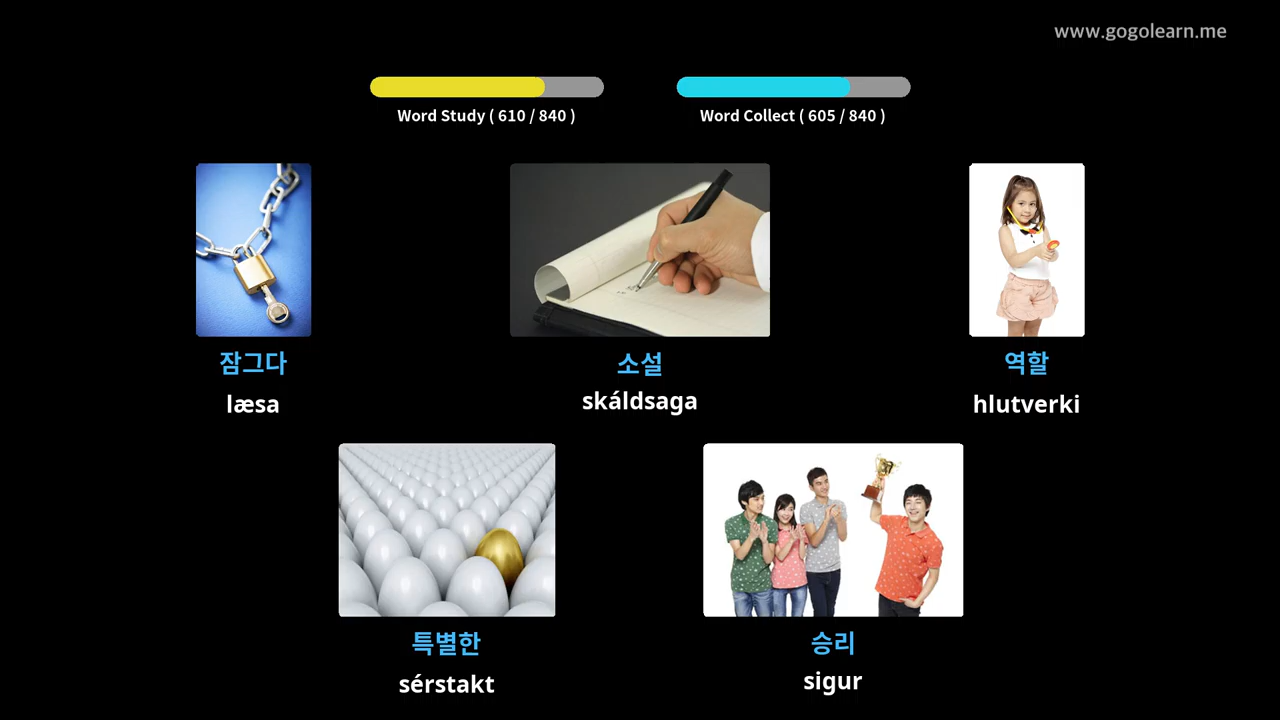 www.gogolearn.me
Word Study ( 610 / 840 )
Word Collect ( 605 / 840 )
잠그다
læsa
소설
skáldsaga
역할
hlutverki
특별한
sérstakt
승리
sigur